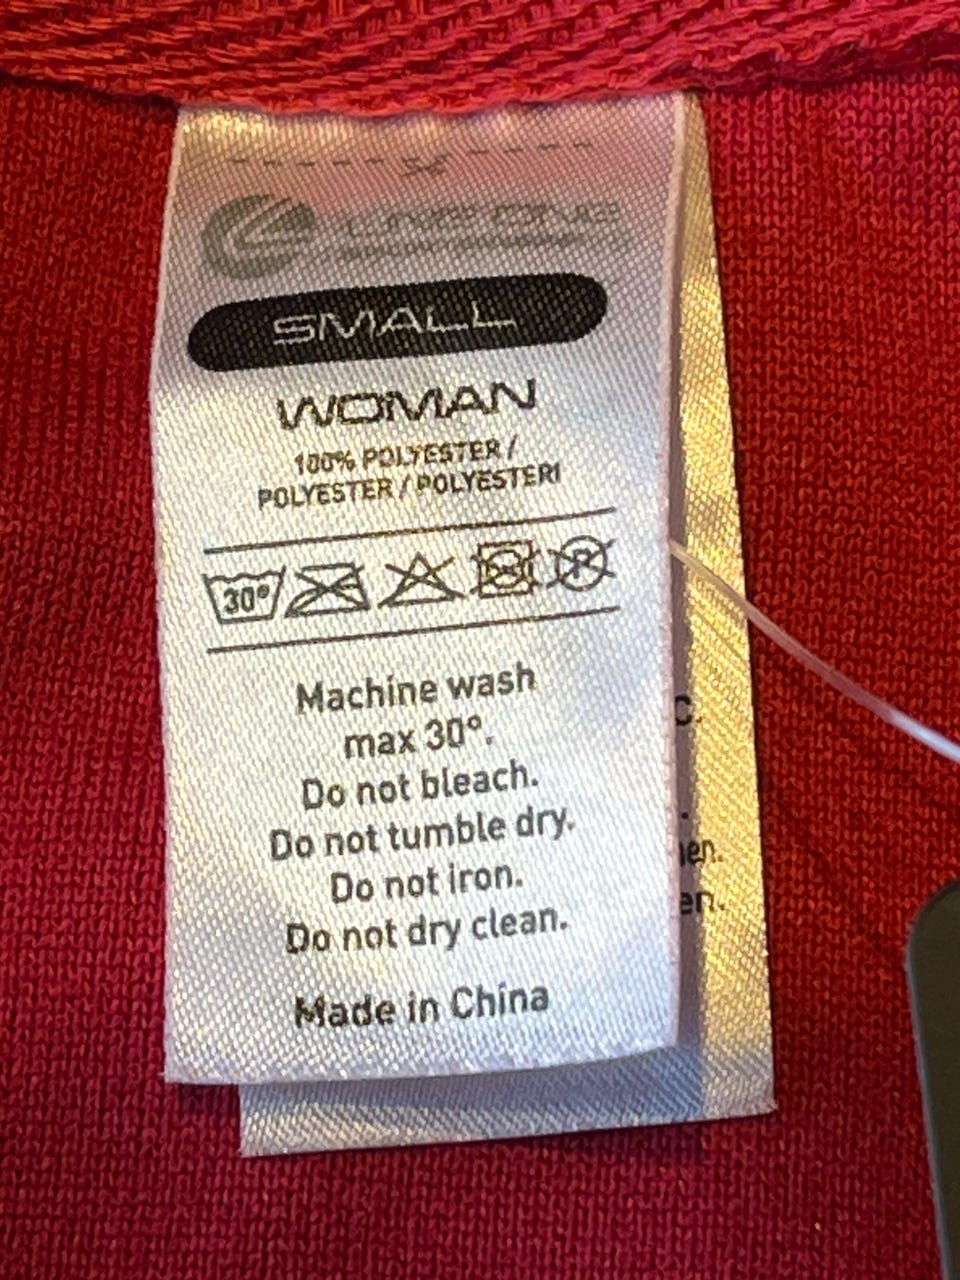 SMALL
WOMAN
100% POLYESTER /
POLYESTER / POLYESTERI
30°
P
Machine wash
max 30°.
Do not bleach.
Do not tumble dry.
Do not iron.
Do not dry clean.
Made in China
C.
en.